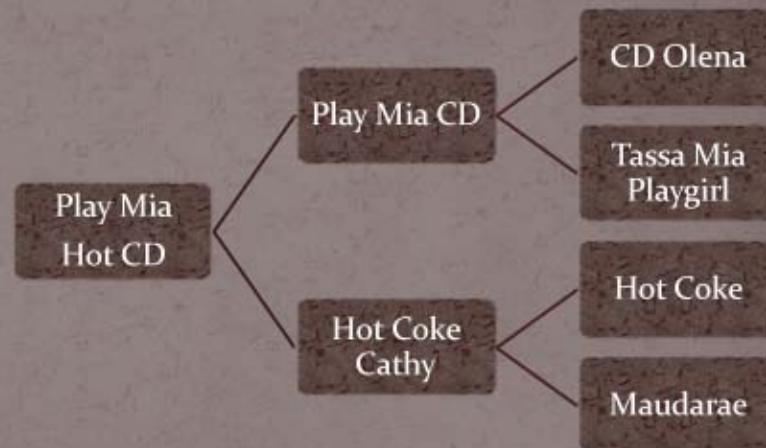 Play Mia
Hot CD
Play Mia CD
Hot Coke
Cathy
CD Olena
Tassa Mia
Playgirl
Hot Coke
Maudarae